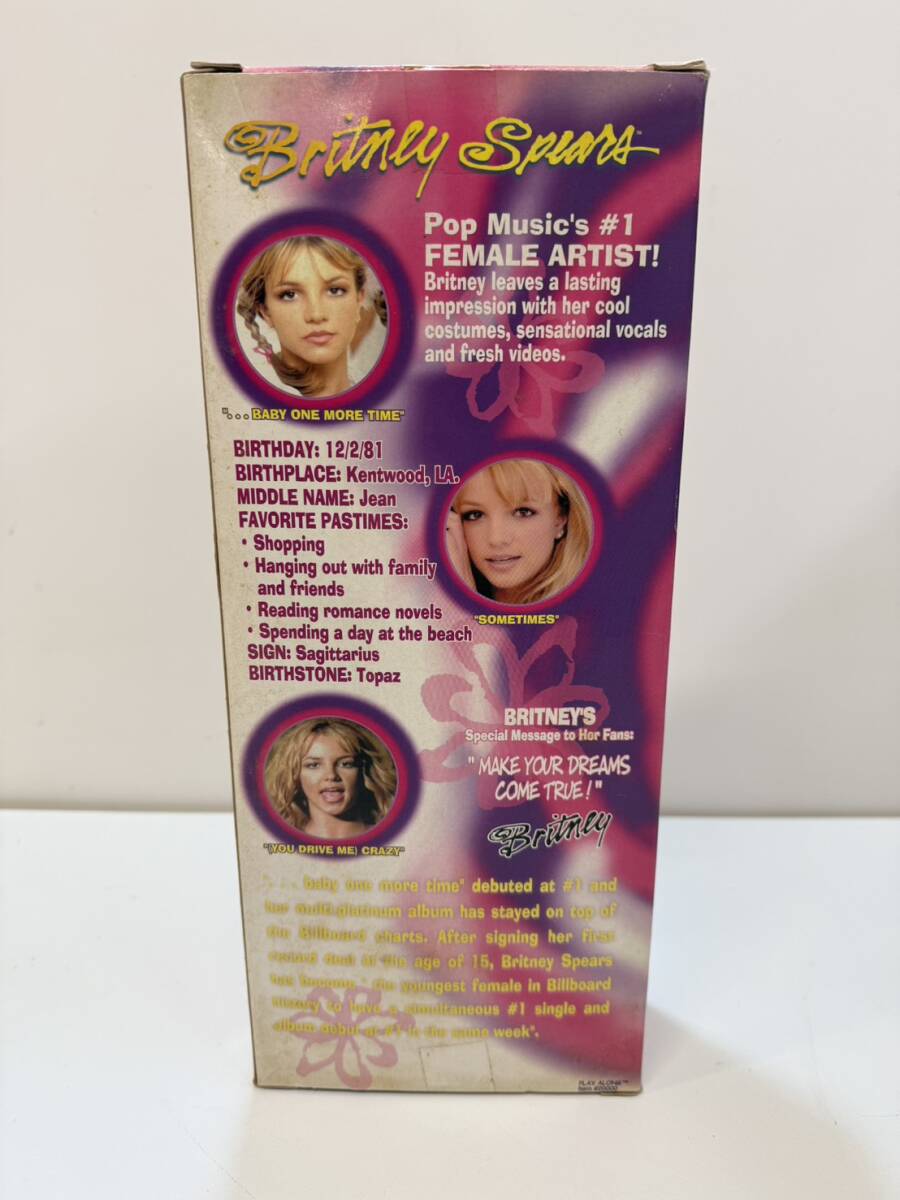 Britney Spears™
Pop Music's #1
FEMALE ARTIST!
Britney leaves a lasting
impression with her cool
costumes, sensational vocals
and fresh videos.
"...BABY ONE MORE TIME"
BIRTHDAY: 12/2/81
BIRTHPLACE: Kentwood, LA.
MIDDLE NAME: Jean
FAVORITE PASTIMES:
• Shopping
• Hanging out with family
and friends
• Reading romance novels
• Spending a day at the beach
SIGN: Sagittarius
BIRTHSTONE: Topaz
"SOMETIMES"
BRITNEY'S
Special Message to Her Fans:
"MAKE YOUR DREAMS
COME TRUE!"
Britney
"(YOU DRIVE ME) CRAZY"
"...baby one more time" debuted at #1 and
her multi-platinum album has stayed on top of
the Billboard charts. After signing her first
record deal at the age of 15, Britney Spears
has become "the youngest female in Billboard
history to have a simultaneous #1 single and
album debut at #1 in the same week".
PLAY ALONG™
Item #20000